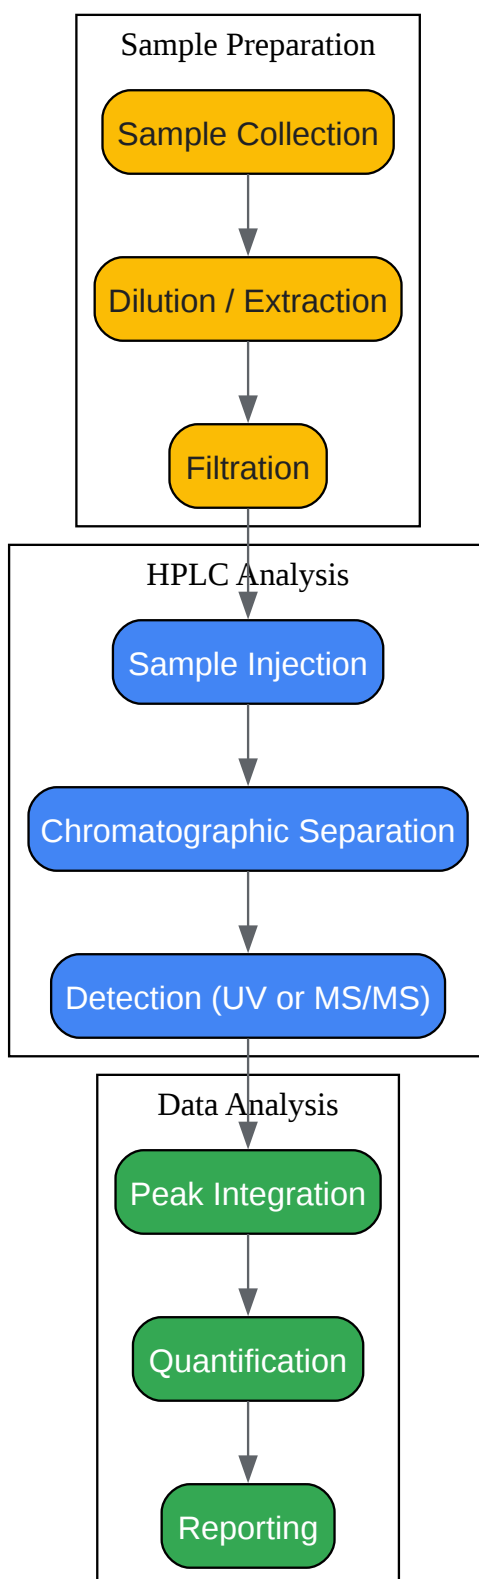 Sample Preparation
Sample Collection
Dilution / Extraction
Filtration
HPLC Analysis
Sample Injection
Chromatographic Separation
Detection (UV or MS/MS)
Data Analysis
Peak Integration
Quantification
Reporting